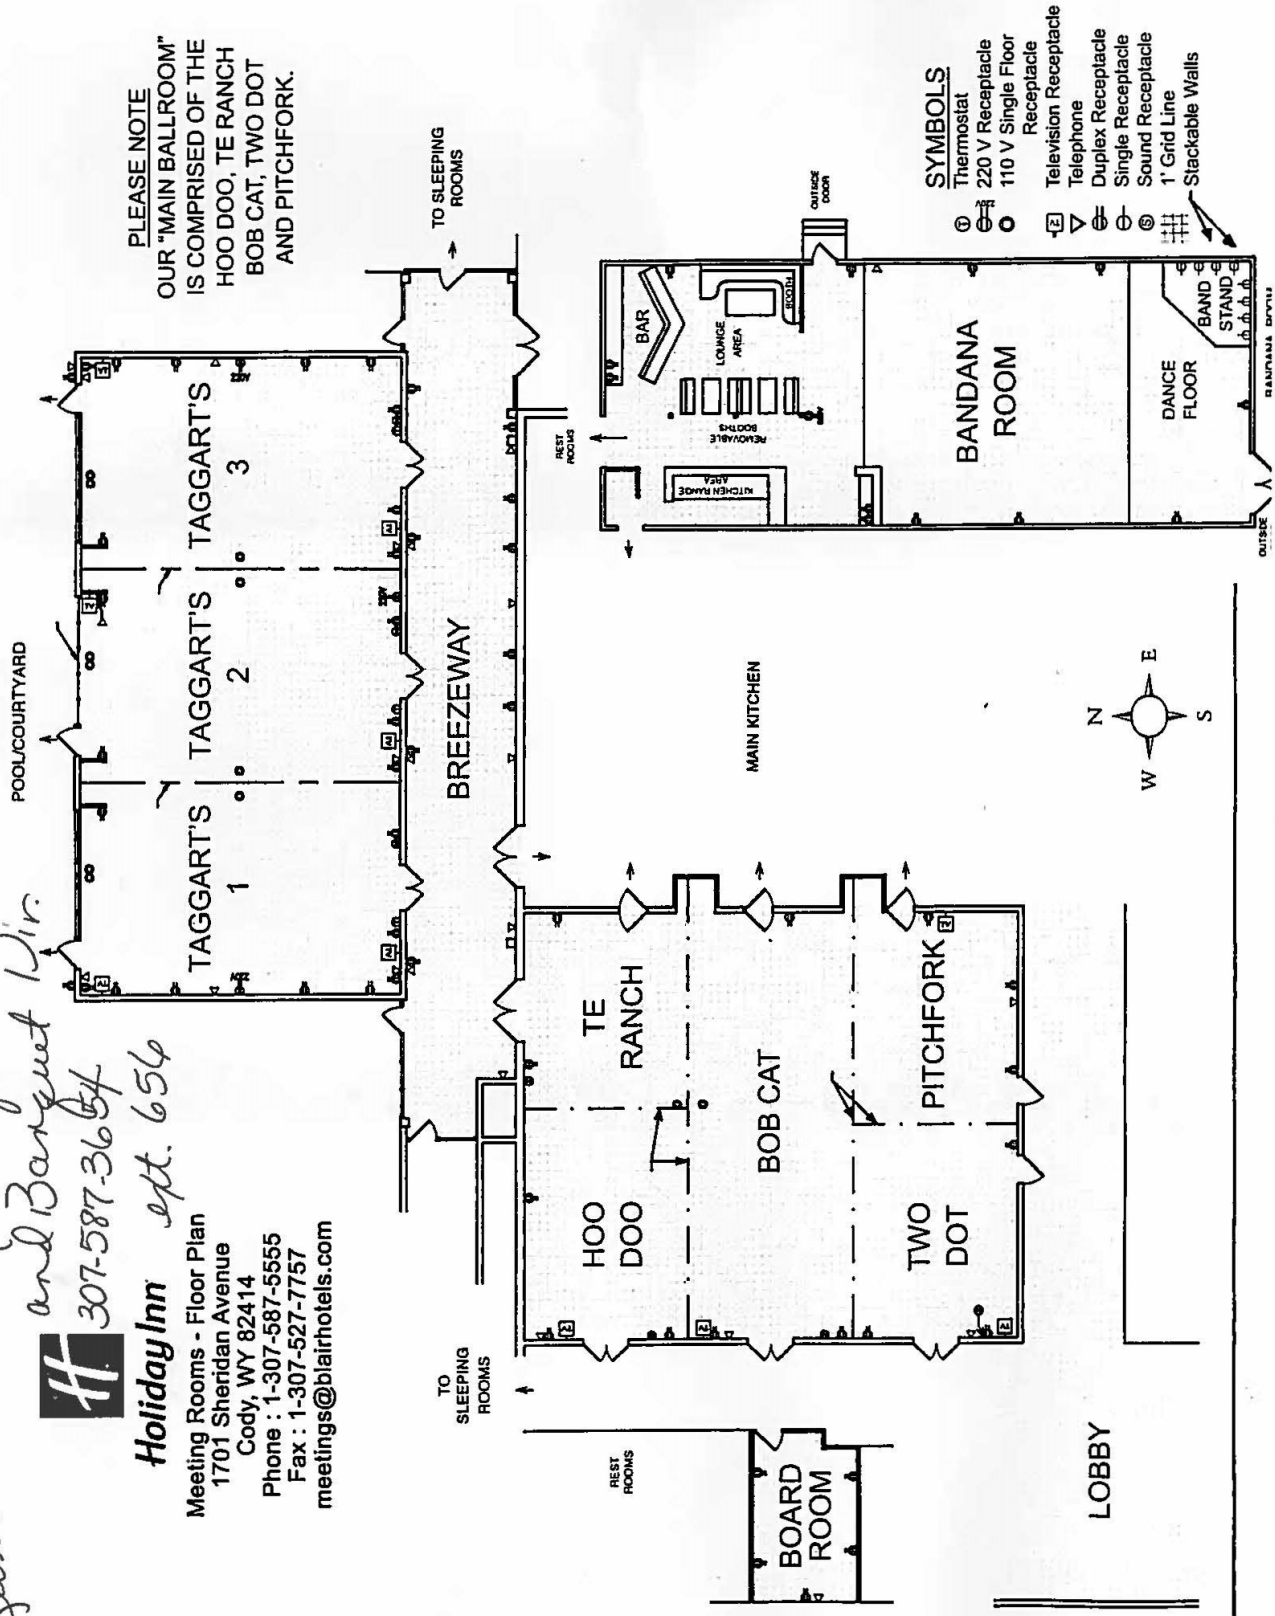 and Banquet Dir.
307-587-3654
ext. 656
H
Holiday Inn
Meeting Rooms - Floor Plan
1701 Sheridan Avenue
Cody, WY 82414
Phone : 1-307-587-5555
Fax : 1-307-527-7757
meetings@blairhotels.com
PLEASE NOTE
OUR "MAIN BALLROOM"
IS COMPRISED OF THE
HOO DOO, TE RANCH
BOB CAT, TWO DOT
AND PITCHFORK.
POOL/COURTYARD
TAGGART'S
1
TAGGART'S
2
TAGGART'S
3
220V
220V
220V
BREEZEWAY
TO SLEEPING
ROOMS
TO
SLEEPING
ROOMS
REST
ROOMS
HOO
DOO
TE
RANCH
BOB CAT
TWO
DOT
PITCHFORK
BOARD
ROOM
LOBBY
MAIN KITCHEN
N
W
E
S
REST
ROOMS
BAR
LOUNGE
AREA
REMOVABLE
BOOTHS
KITCHEN RANGE
AREA
OUTSIDE
DOOR
BANDANA
ROOM
DANCE
FLOOR
BAND
STAND
OUTSIDE
BANDANA ROOM
SYMBOLS
Thermostat
220 V Receptacle
110 V Single Floor
Receptacle
Television Receptacle
Telephone
Duplex Receptacle
Single Receptacle
Sound Receptacle
1' Grid Line
Stackable Walls